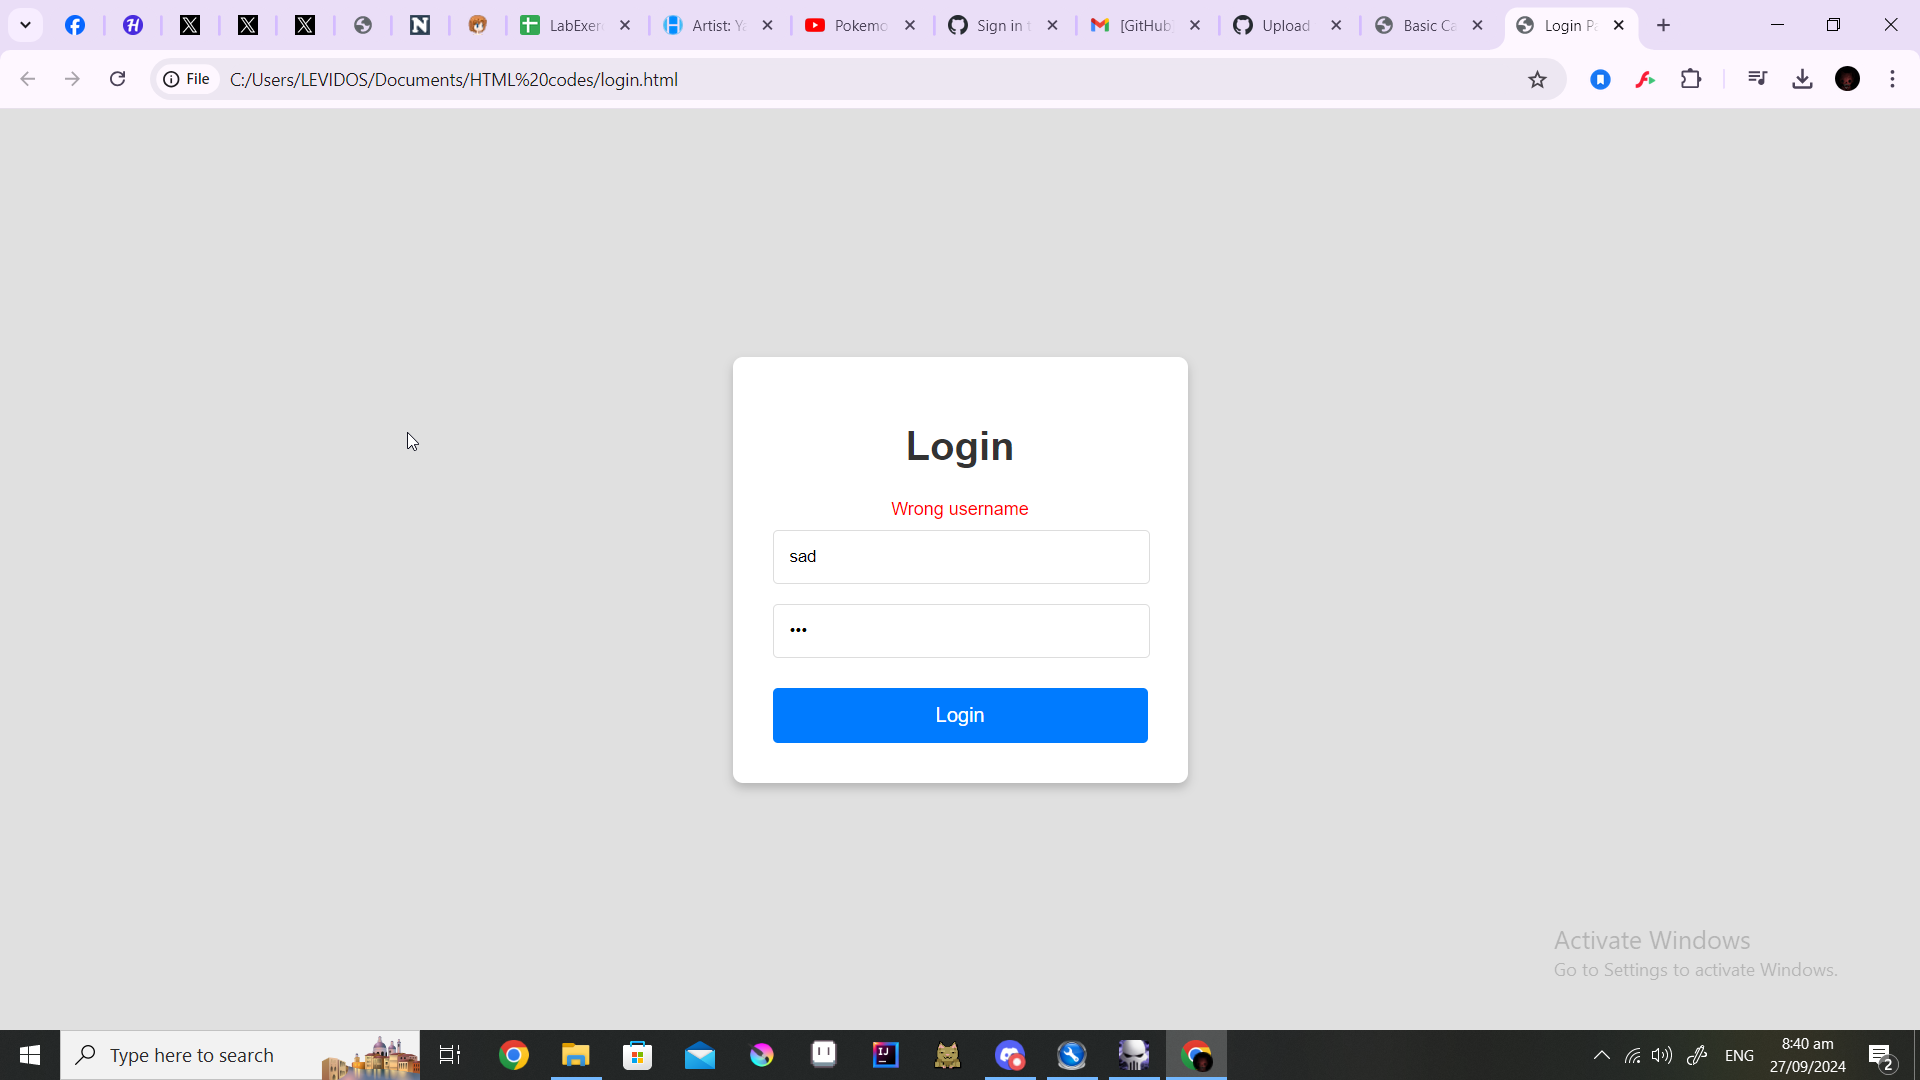 LabExer
Artist: Ya
Pokemo
Sign in t
[GitHub]
Upload
Basic Ca
Login Pa
File
C:/Users/LEVIDOS/Documents/HTML%20codes/login.html
Login
Wrong username
sad
•••
Login
Activate Windows
Go to Settings to activate Windows.
Type here to search
ENG
8:40 am
27/09/2024
2